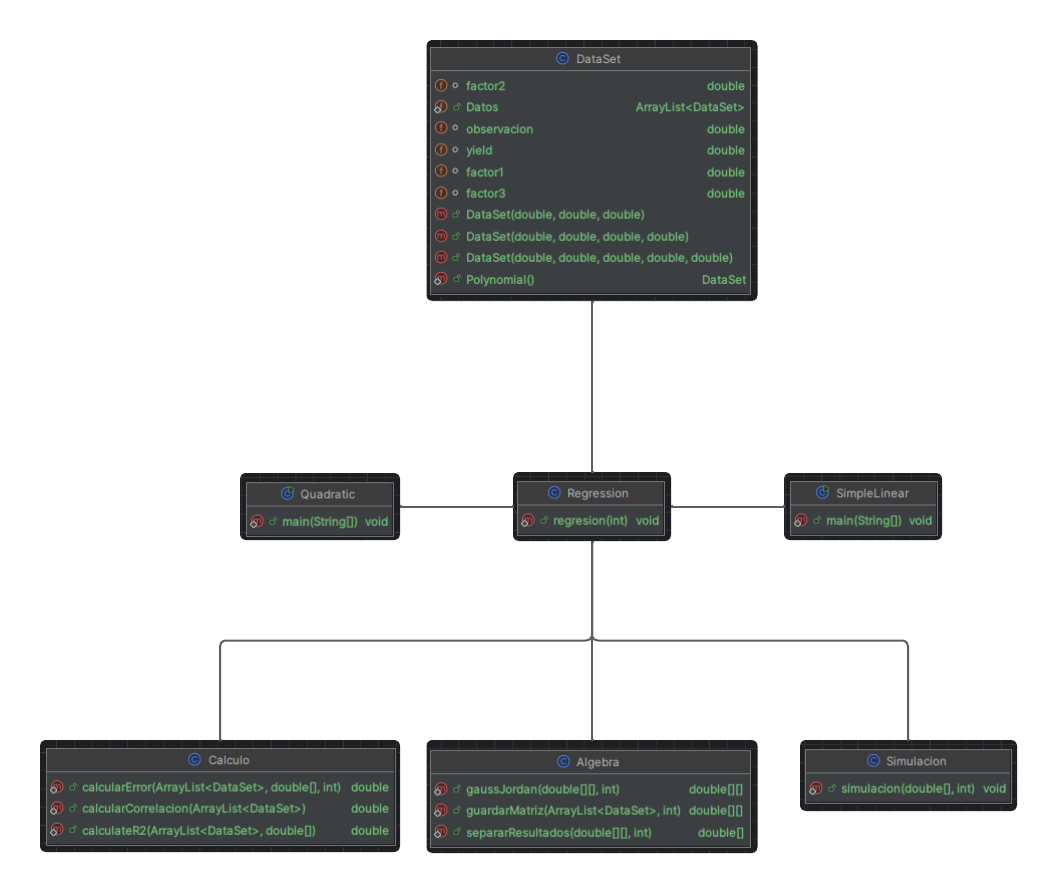 DataSet
factor2 double
Datos ArrayList<DataSet>
observacion double
yield double
factor1 double
factor3 double
DataSet(double, double, double)
DataSet(double, double, double, double)
DataSet(double, double, double, double, double)
Polynomial() DataSet
Quadratic
main(String[]) void
Regression
regresion(int) void
SimpleLinear
main(String[]) void
Calculo
calcularError(ArrayList<DataSet>, double[], int) double
calcularCorrelacion(ArrayList<DataSet>) double
calculateR2(ArrayList<DataSet>, double[]) double
Algebra
gaussJordan(double[][], int) double[][]
guardarMatriz(ArrayList<DataSet>, int) double[][]
separarResultados(double[][], int) double[]
Simulacion
simulacion(double[], int) void